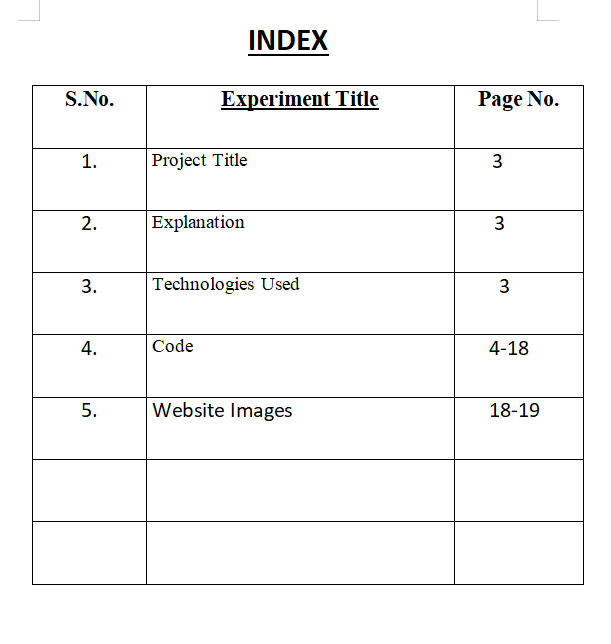 INDEX
S.No. Experiment Title Page No.
1. Project Title 3
2. Explanation 3
3. Technologies Used 3
4. Code 4-18
5. Website Images 18-19